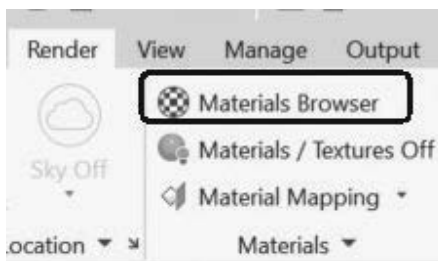 Render View Manage Output
Materials Browser
Sky Off
Materials / Textures Off
Material Mapping
ocation
Materials